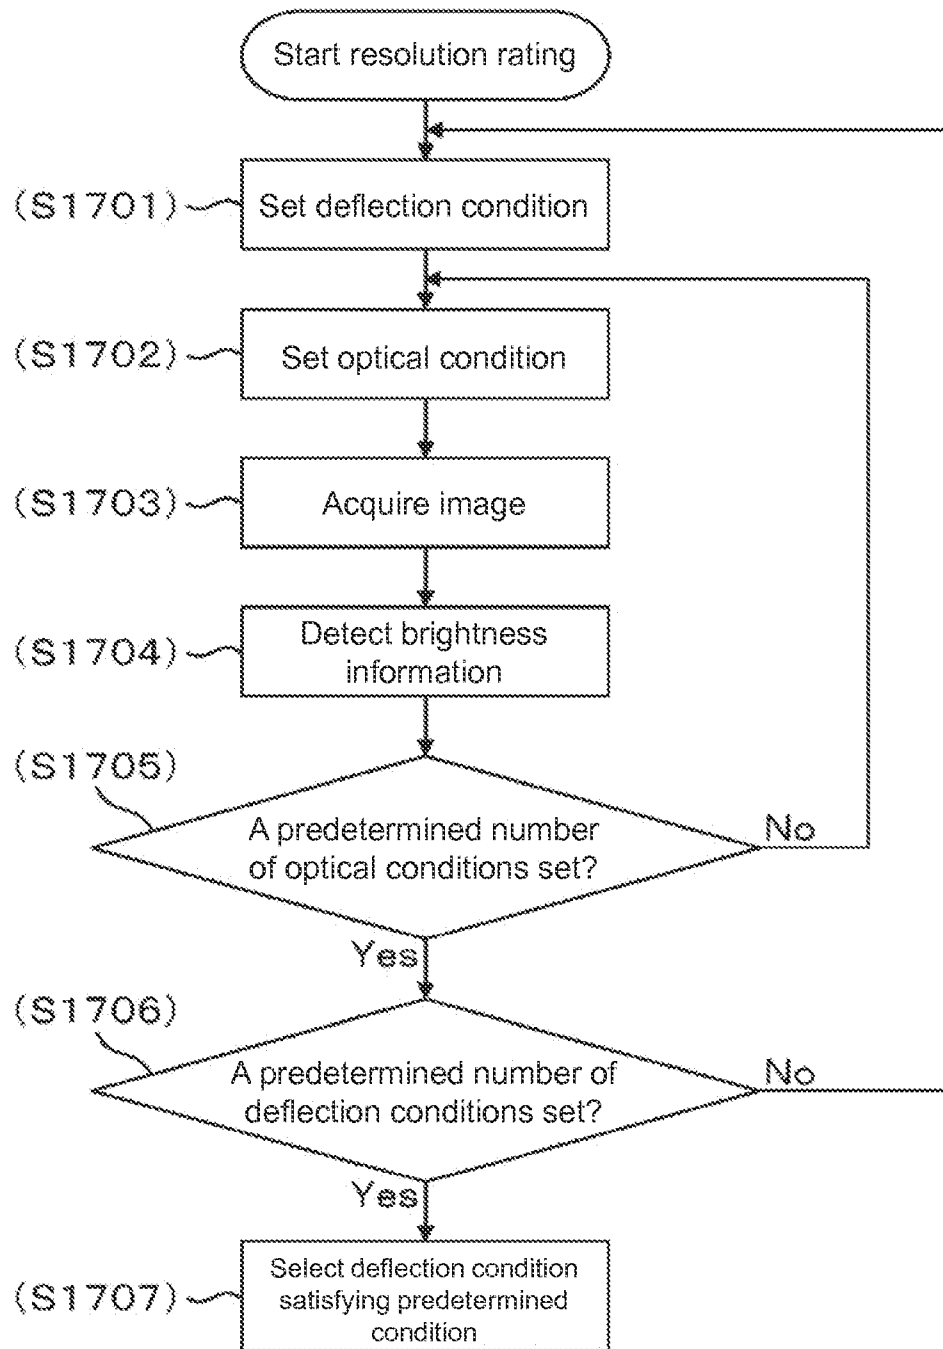 Start resolution rating
(S1701)
Set deflection condition
(S1702)
Set optical condition
(S1703)
Acquire image
(S1704)
Detect brightness
information
(S1705)
A predetermined number
of optical conditions set?
No
Yes
(S1706)
A predetermined number of
deflection conditions set?
No
Yes
(S1707)
Select deflection condition
satisfying predetermined
condition